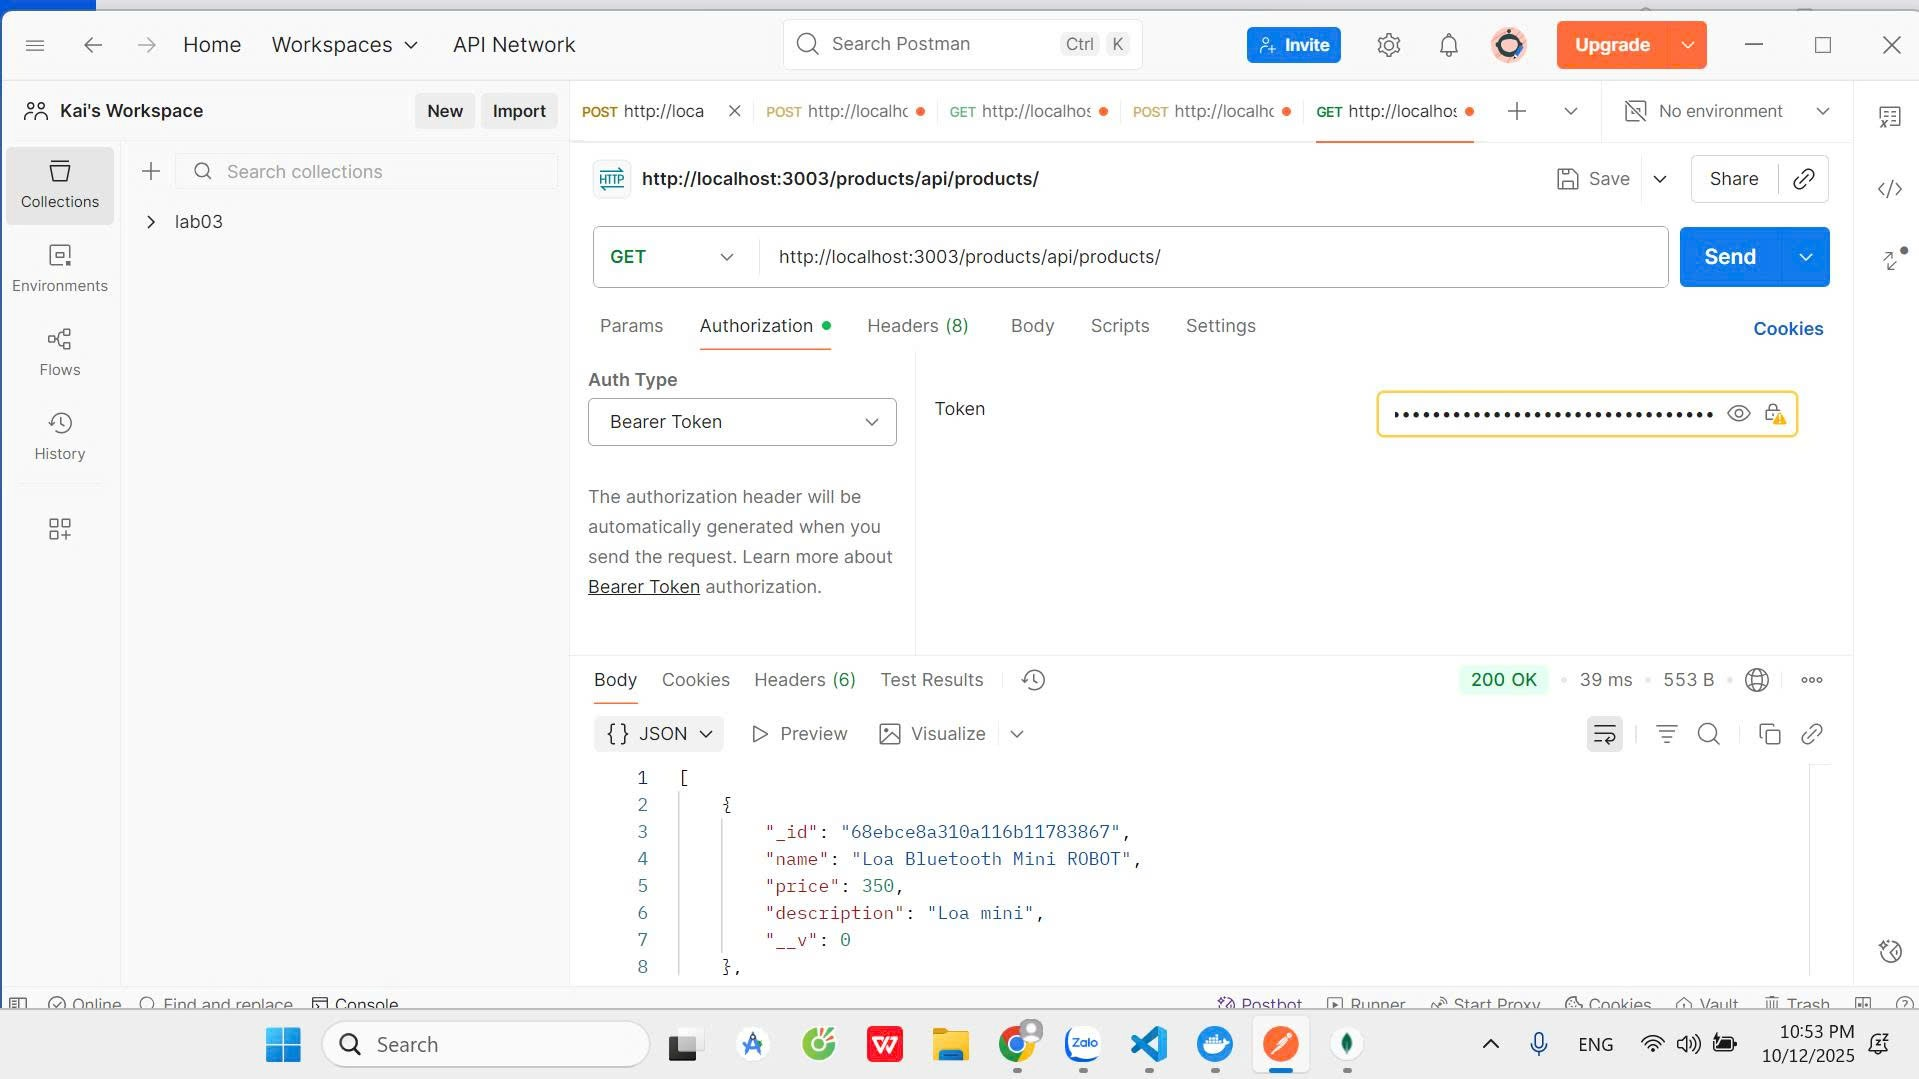 Home Workspaces API Network Search Postman Ctrl K Invite Upgrade
Kai's Workspace New Import POST http://loca POST http://localhc GET http://localhos POST http://localhc GET http://localhos No environment
Search collections
Collections
lab03
Environments
Flows
History
HTTP http://localhost:3003/products/api/products/ Save Share
GET http://localhost:3003/products/api/products/ Send
Params Authorization Headers (8) Body Scripts Settings Cookies
Auth Type
Bearer Token
Token
The authorization header will be
automatically generated when you
send the request. Learn more about
Bearer Token authorization.
Body Cookies Headers (6) Test Results 200 OK 39 ms 553 B
{} JSON Preview Visualize
1 [
2 {
3 "_id": "68ebce8a310a116b11783867",
4 "name": "Loa Bluetooth Mini ROBOT",
5 "price": 350,
6 "description": "Loa mini",
7 "__v": 0
8 },
Online Find and replace Console Postbot Runner Start Proxy Cookies Vault Trash
Search Zalo ENG 10:53 PM
10/12/2025